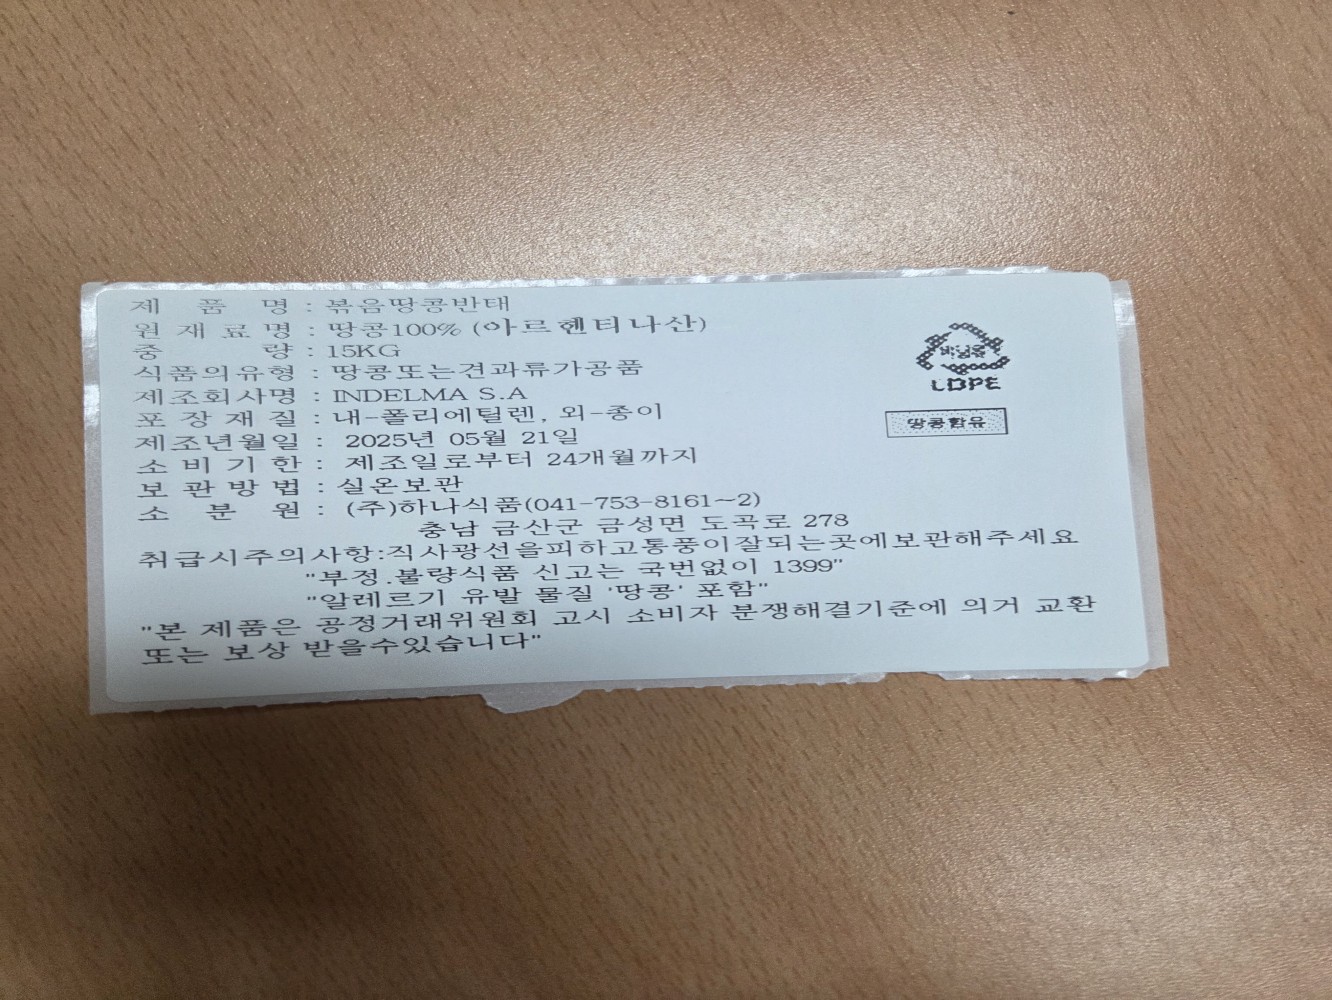 제 품 명 : 볶음땅콩반태
원 재 료 명 : 땅콩100% (아르헨티나산)
중 량 : 15KG
식품의유형 : 땅콩또는견과류가공품
제조회사명 : INDELMA S.A
포 장 재 질 : 내-폴리에틸렌, 외-종이
제조년월일 : 2025년 05월 21일
소 비 기 한 : 제조일로부터 24개월까지
보 관 방 법 : 실온보관
소 분 원 : (주)하나식품(041-753-8161~2)
충남 금산군 금성면 도곡로 278
취급시주의사항:직사광선을피하고통풍이잘되는곳에보관해주세요
"부정.불량식품 신고는 국번없이 1399"
"알레르기 유발 물질 '땅콩' 포함"
"본 제품은 공정거래위원회 고시 소비자 분쟁해결기준에 의거 교환
또는 보상 받을수있습니다"
비닐류
LDPE
땅콩함유